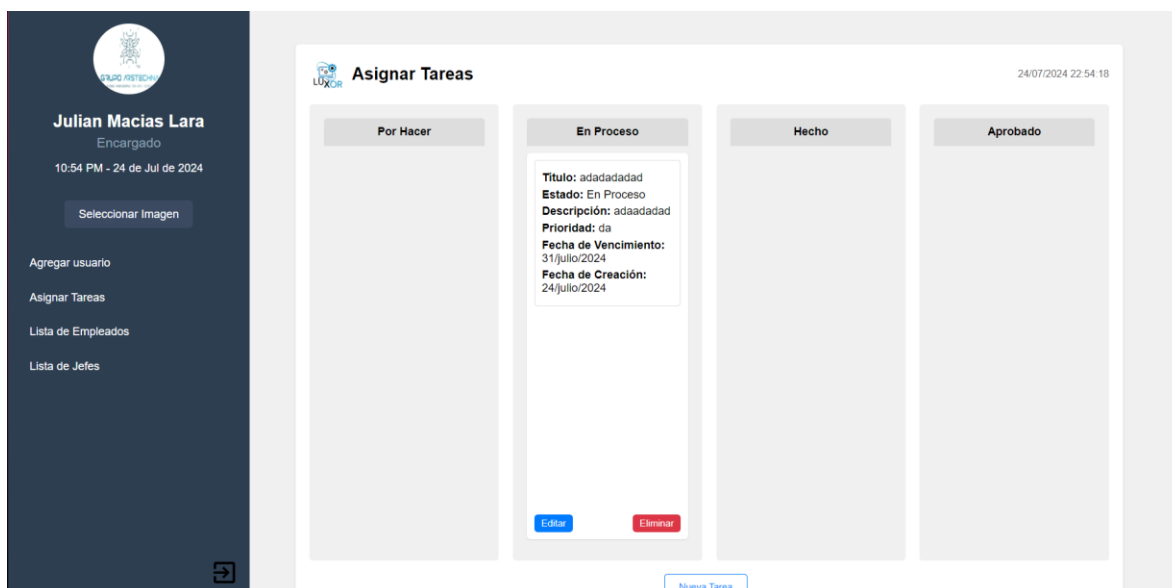 GRUPO
Julian Macias Lara
Encargado
10:54 PM - 24 de Jul de 2024
Seleccionar Imagen
Agregar usuario
Asignar Tareas
Lista de Empleados
Lista de Jefes
LUXOR
Asignar Tareas
24/07/2024 22:54:18
Por Hacer
En Proceso
Título: adadadadad
Estado: En Proceso
Descripción: adaadadad
Prioridad: da
Fecha de Vencimiento:
31/julio/2024
Fecha de Creación:
24/julio/2024
Editar
Eliminar
Hecho
Aprobado
Nueva Tarea